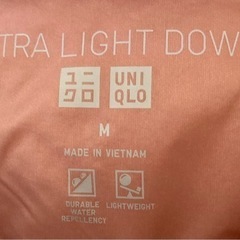 TRA LIGHT DOW
ユニ UNI
クロ QLO
M
MADE IN VIETNAM
DURABLE WATER REPELLENCY LIGHTWEIGHT